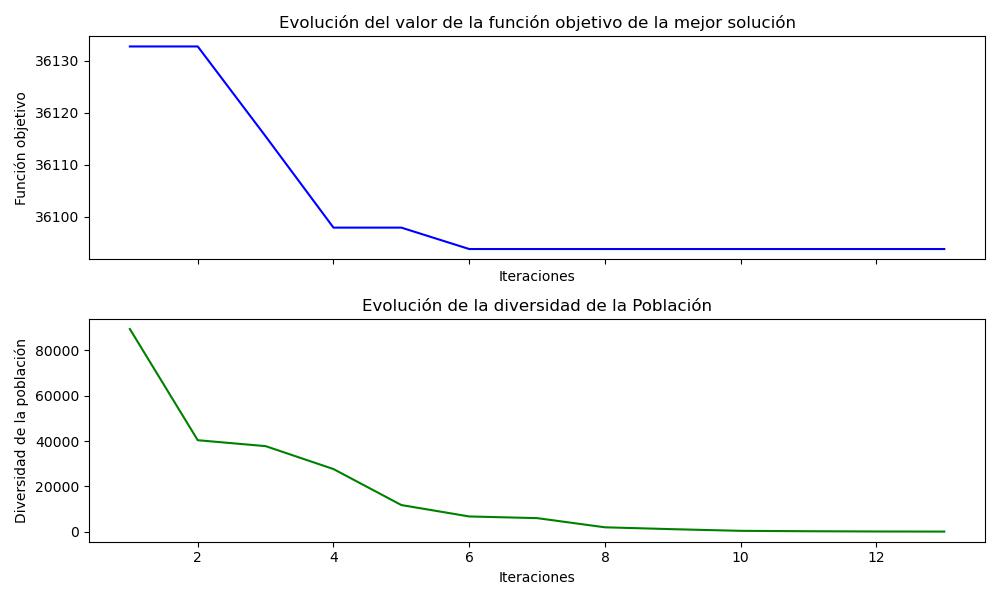 Evolución del valor de la función objetivo de la mejor solución
Función objetivo
36130
36120
36110
36100
Iteraciones
Evolución de la diversidad de la Población
Diversidad de la población
80000
60000
40000
20000
0
2 4 6 8 10 12
Iteraciones